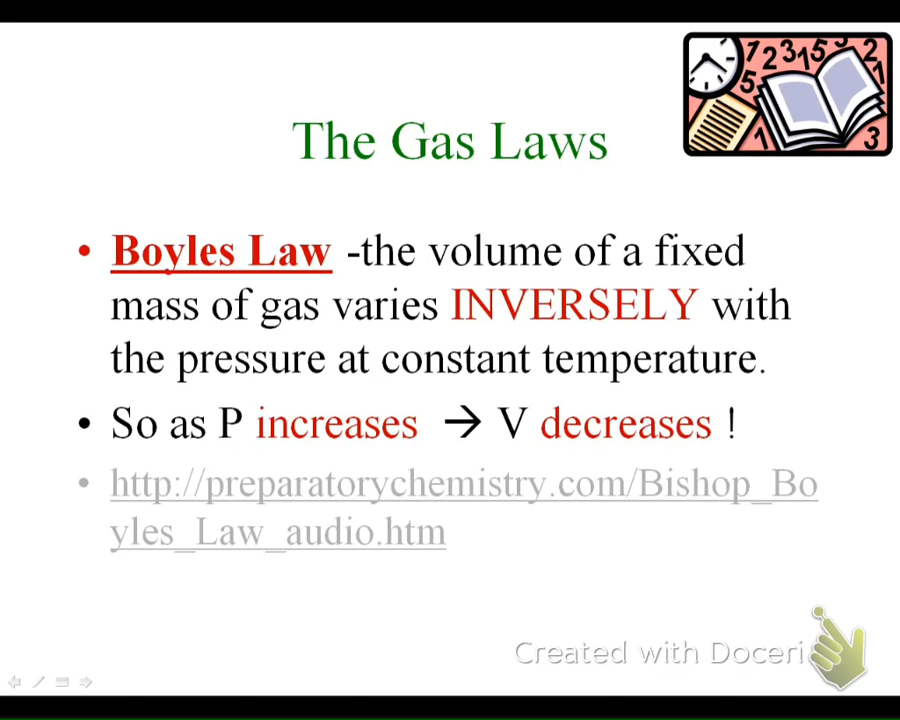 The Gas Laws
• Boyles Law -the volume of a fixed
mass of gas varies INVERSELY with
the pressure at constant temperature.
• So as P increases → V decreases !
• http://preparatorychemistry.com/Bishop_Bo
yles_Law_audio.htm
Created with Doceri